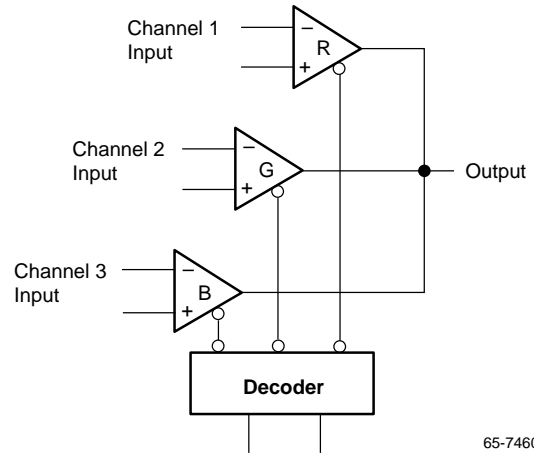 Channel 1
Input
−
+
R
Channel 2
Input
−
+
G
Output
Channel 3
Input
−
+
B
Decoder
65-7460